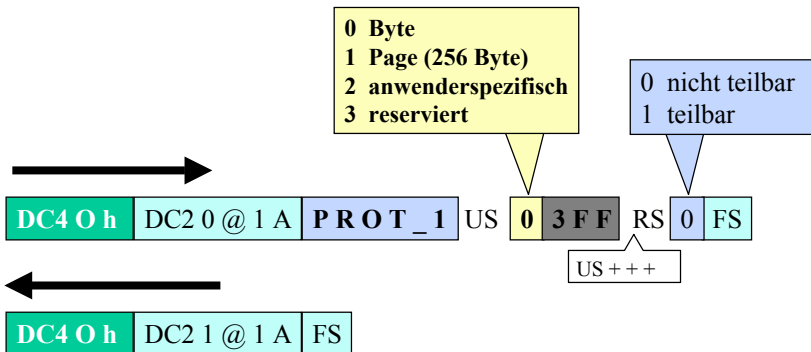 0 Byte
1 Page (256 Byte)
2 anwenderspezifisch
3 reserviert
0 nicht teilbar
1 teilbar
DC4 O h DC2 0 @ 1 A P R O T _ 1 US 0 3 F F RS 0 FS
US + + +
DC4 O h DC2 1 @ 1 A FS